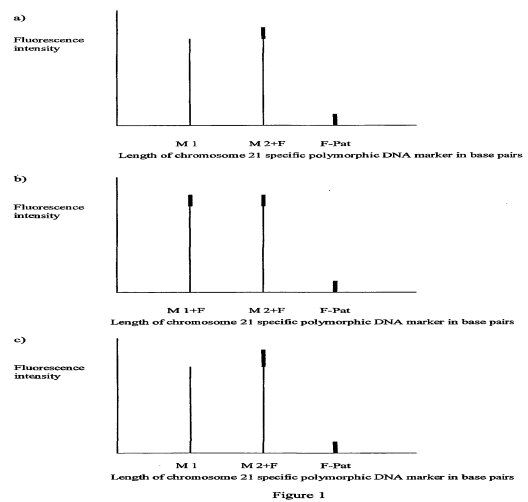 a)
Fluorescence
intensity
M 1 M 2+F F-Pat
Length of chromosome 21 specific polymorphic DNA marker in base pairs
b)
Fluorescence
intensity
M 1+F M 2+F F-Pat
Length of chromosome 21 specific polymorphic DNA marker in base pairs
c)
Fluorescence
intensity
M 1 M 2+F F-Pat
Length of chromosome 21 specific polymorphic DNA marker in base pairs
Figure 1